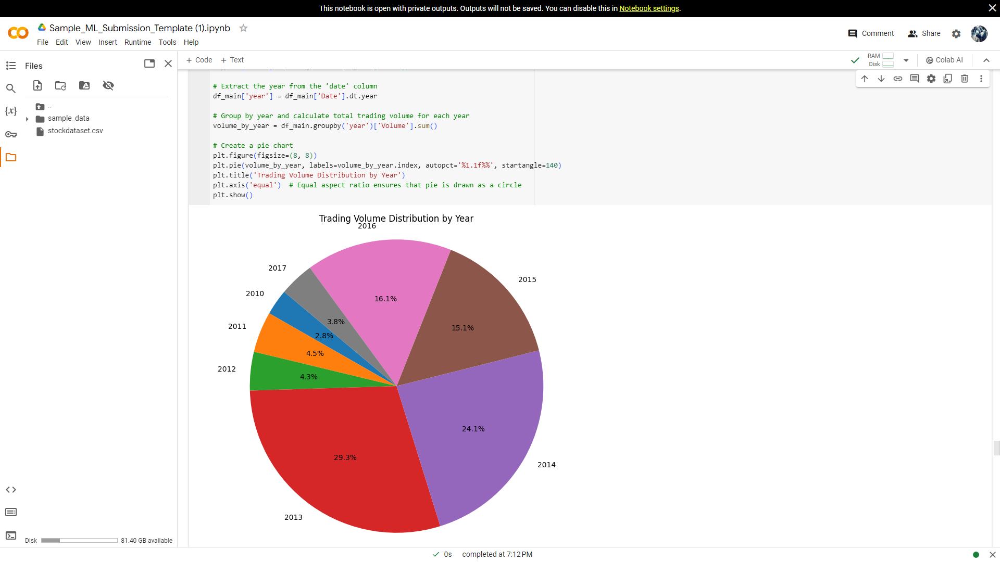 This notebook is open with private outputs. Outputs will not be saved. You can disable this in Notebook settings.
Sample_ML_Submission_Template (1).ipynb
File Edit View Insert Runtime Tools Help
Comment
Share
+ Code + Text
RAM
Disk
Colab AI
Files
..
sample_data
stockdataset.csv
{x}
# Extract the year from the 'date' column
df_main['year'] = df_main['Date'].dt.year
# Group by year and calculate total trading volume for each year
volume_by_year = df_main.groupby('year')['Volume'].sum()
# Create a pie chart
plt.figure(figsize=(8, 8))
plt.pie(volume_by_year, labels=volume_by_year.index, autopct='%1.1f%%', startangle=140)
plt.title('Trading Volume Distribution by Year')
plt.axis('equal')  # Equal aspect ratio ensures that pie is drawn as a circle
plt.show()
Trading Volume Distribution by Year
2016
2017
2015
2010
16.1%
3.8%
2011
15.1%
2.8%
4.5%
2012
4.3%
24.1%
29.3%
2014
2013
Disk 81.40 GB available
0s completed at 7:12 PM